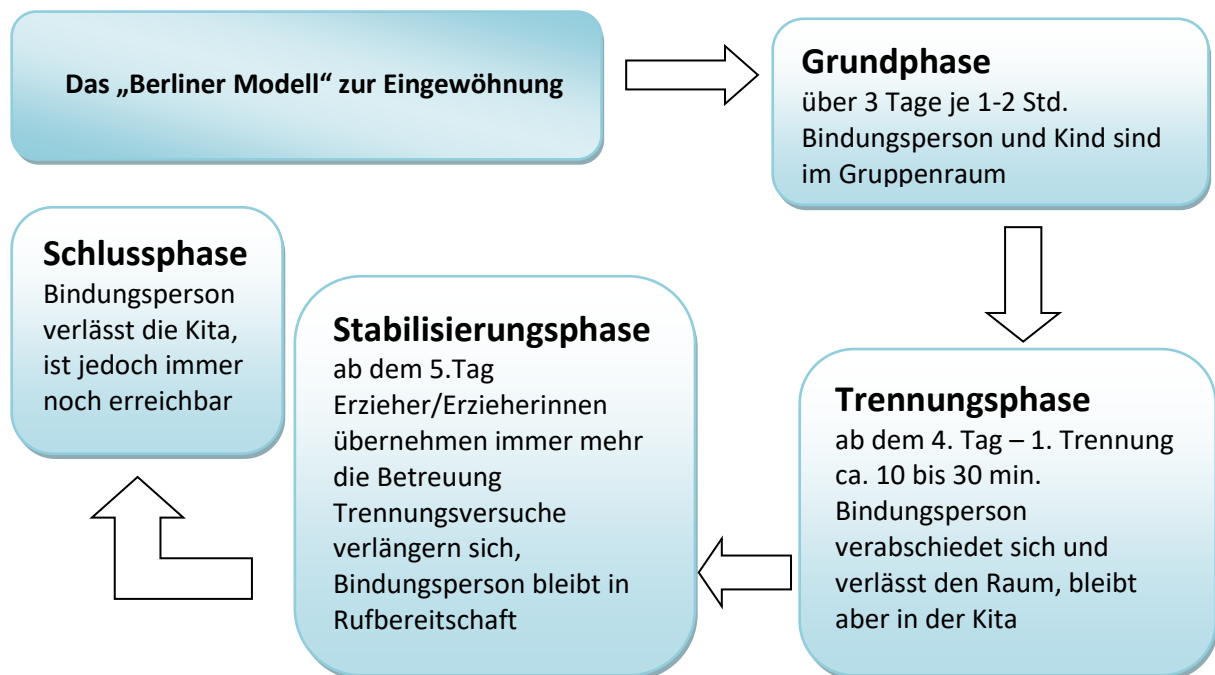 Das „Berliner Modell“ zur Eingewöhnung
Grundphase
über 3 Tage je 1-2 Std.
Bindungsperson und Kind sind
im Gruppenraum
Trennungsphase
ab dem 4. Tag – 1. Trennung
ca. 10 bis 30 min.
Bindungsperson
verabschiedet sich und
verlässt den Raum, bleibt
aber in der Kita
Stabilisierungsphase
ab dem 5.Tag
Erzieher/Erzieherinnen
übernehmen immer mehr
die Betreuung
Trennungsversuche
verlängern sich,
Bindungsperson bleibt in
Rufbereitschaft
Schlussphase
Bindungsperson
verlässt die Kita,
ist jedoch immer
noch erreichbar